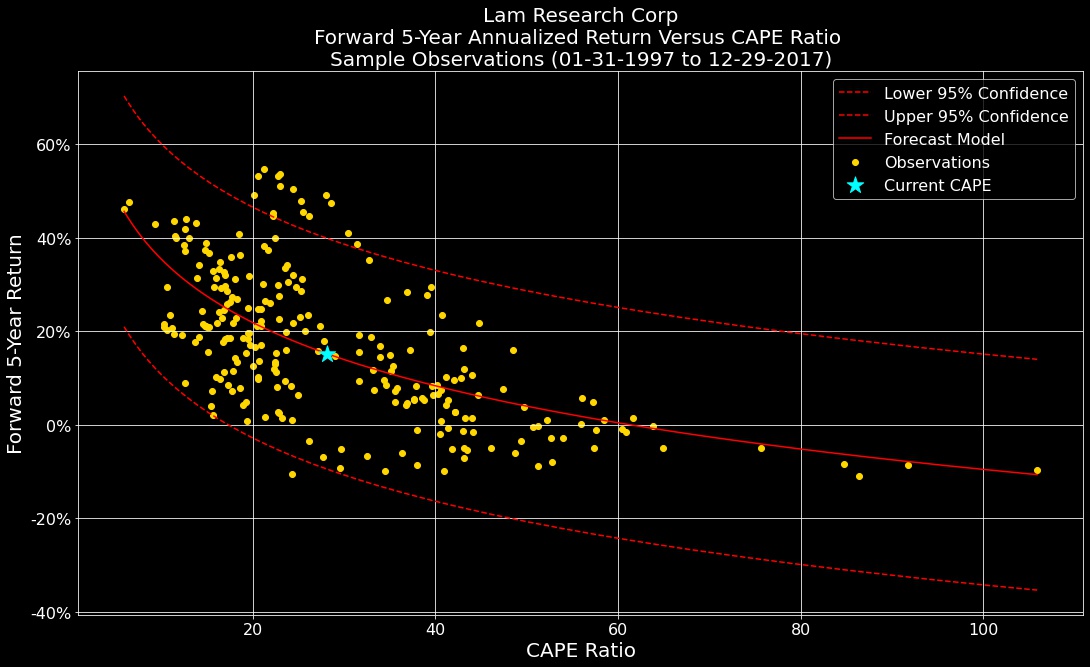 Lam Research Corp
Forward 5-Year Annualized Return Versus CAPE Ratio
Sample Observations (01-31-1997 to 12-29-2017)
Lower 95% Confidence
Upper 95% Confidence
Forecast Model
Observations
Current CAPE
Forward 5-Year Return
60%
40%
20%
0%
-20%
-40%
20 40 60 80 100
CAPE Ratio